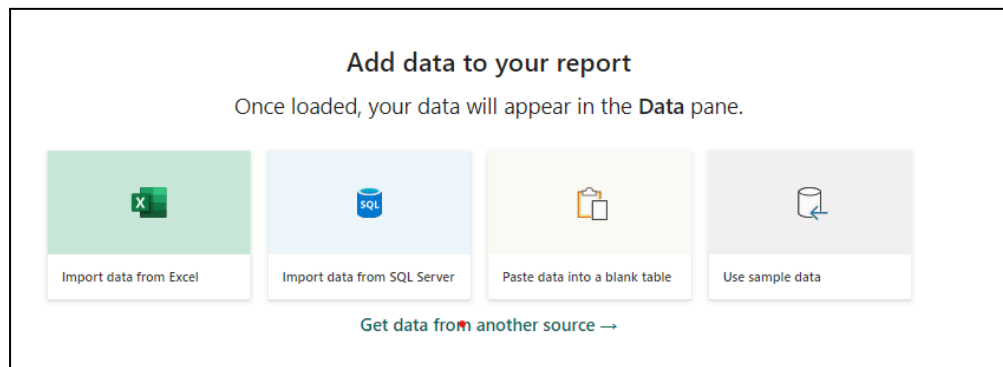 Add data to your report
Once loaded, your data will appear in the Data pane.
X
SQL
Import data from Excel
Import data from SQL Server
Paste data into a blank table
Use sample data
Get data from another source →